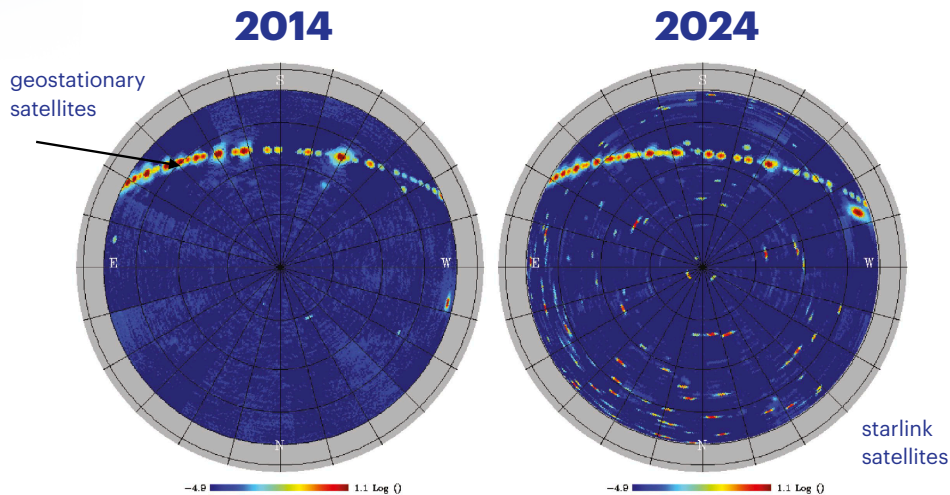 2014
2024
geostationary
satellites
S
S
E
W
E
W
N
N
starlink
satellites
-4.9
1.1 Log ()
-4.9
1.1 Log ()